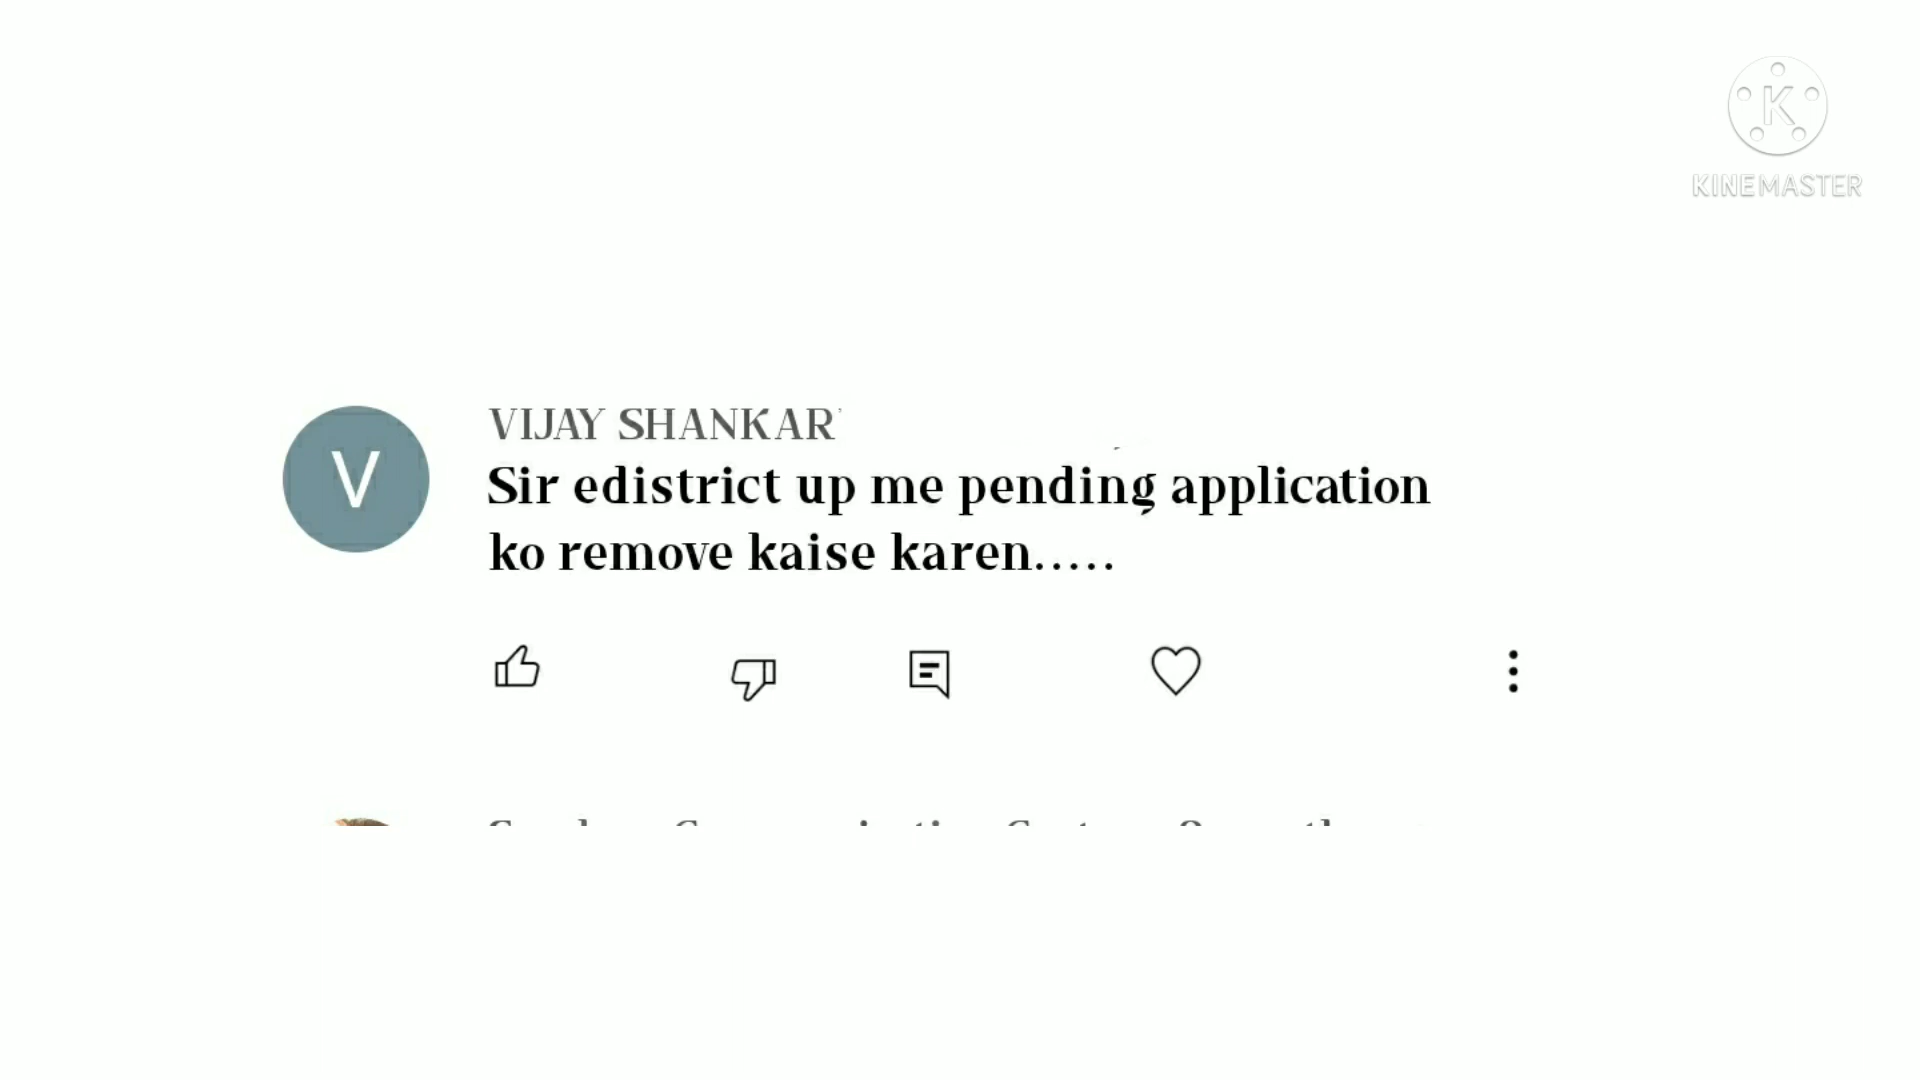 K
KINEMASTER
VIJAY SHANKAR
V
Sir edistrict up me pending application
ko remove kaise karen.....